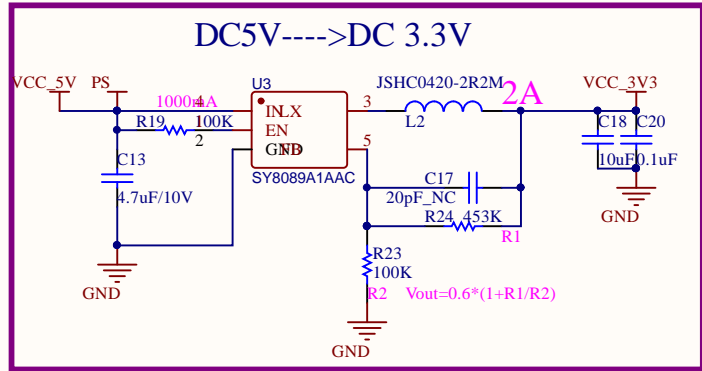 DC5V---->DC 3.3V
VCC_5V
PS
U3
JSHC0420-2R2M
2A
VCC_3V3
1000mA
4
IN
LX
3
L2
C18
C20
R19
100K
1
EN
2
GND
FB
5
10uF
0.1uF
C13
SY8089A1AAC
C17
4.7uF/10V
20pF_NC
GND
R24
453K
R1
R23
100K
GND
R2
Vout=0.6*(1+R1/R2)
GND